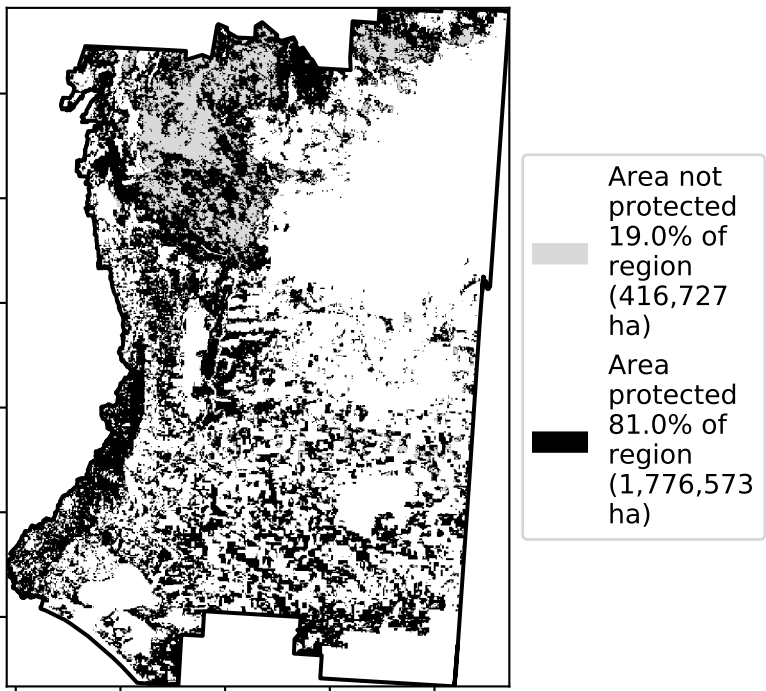 Area not
protected
19.0% of
region
(416,727
ha)
Area
protected
81.0% of
region
(1,776,573
ha)